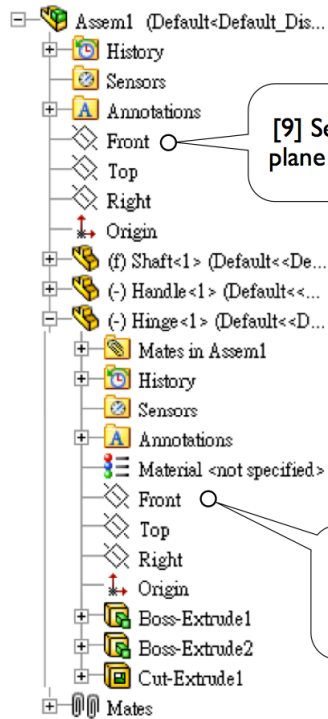 Assem1 (Default<Default_Dis...
History
Sensors
Annotations
Front
[9] Se
plane
Top
Right
Origin
(f) Shaft<1> (Default<<De...
(-) Handle<1> (Default<<...
(-) Hinge<1> (Default<<D...
Mates in Assem1
History
Sensors
A Annotations
Material <not specified>
Front
Top
Right
Origin
Boss-Extrude1
Boss-Extrude2
Cut-Extrude1
Mates